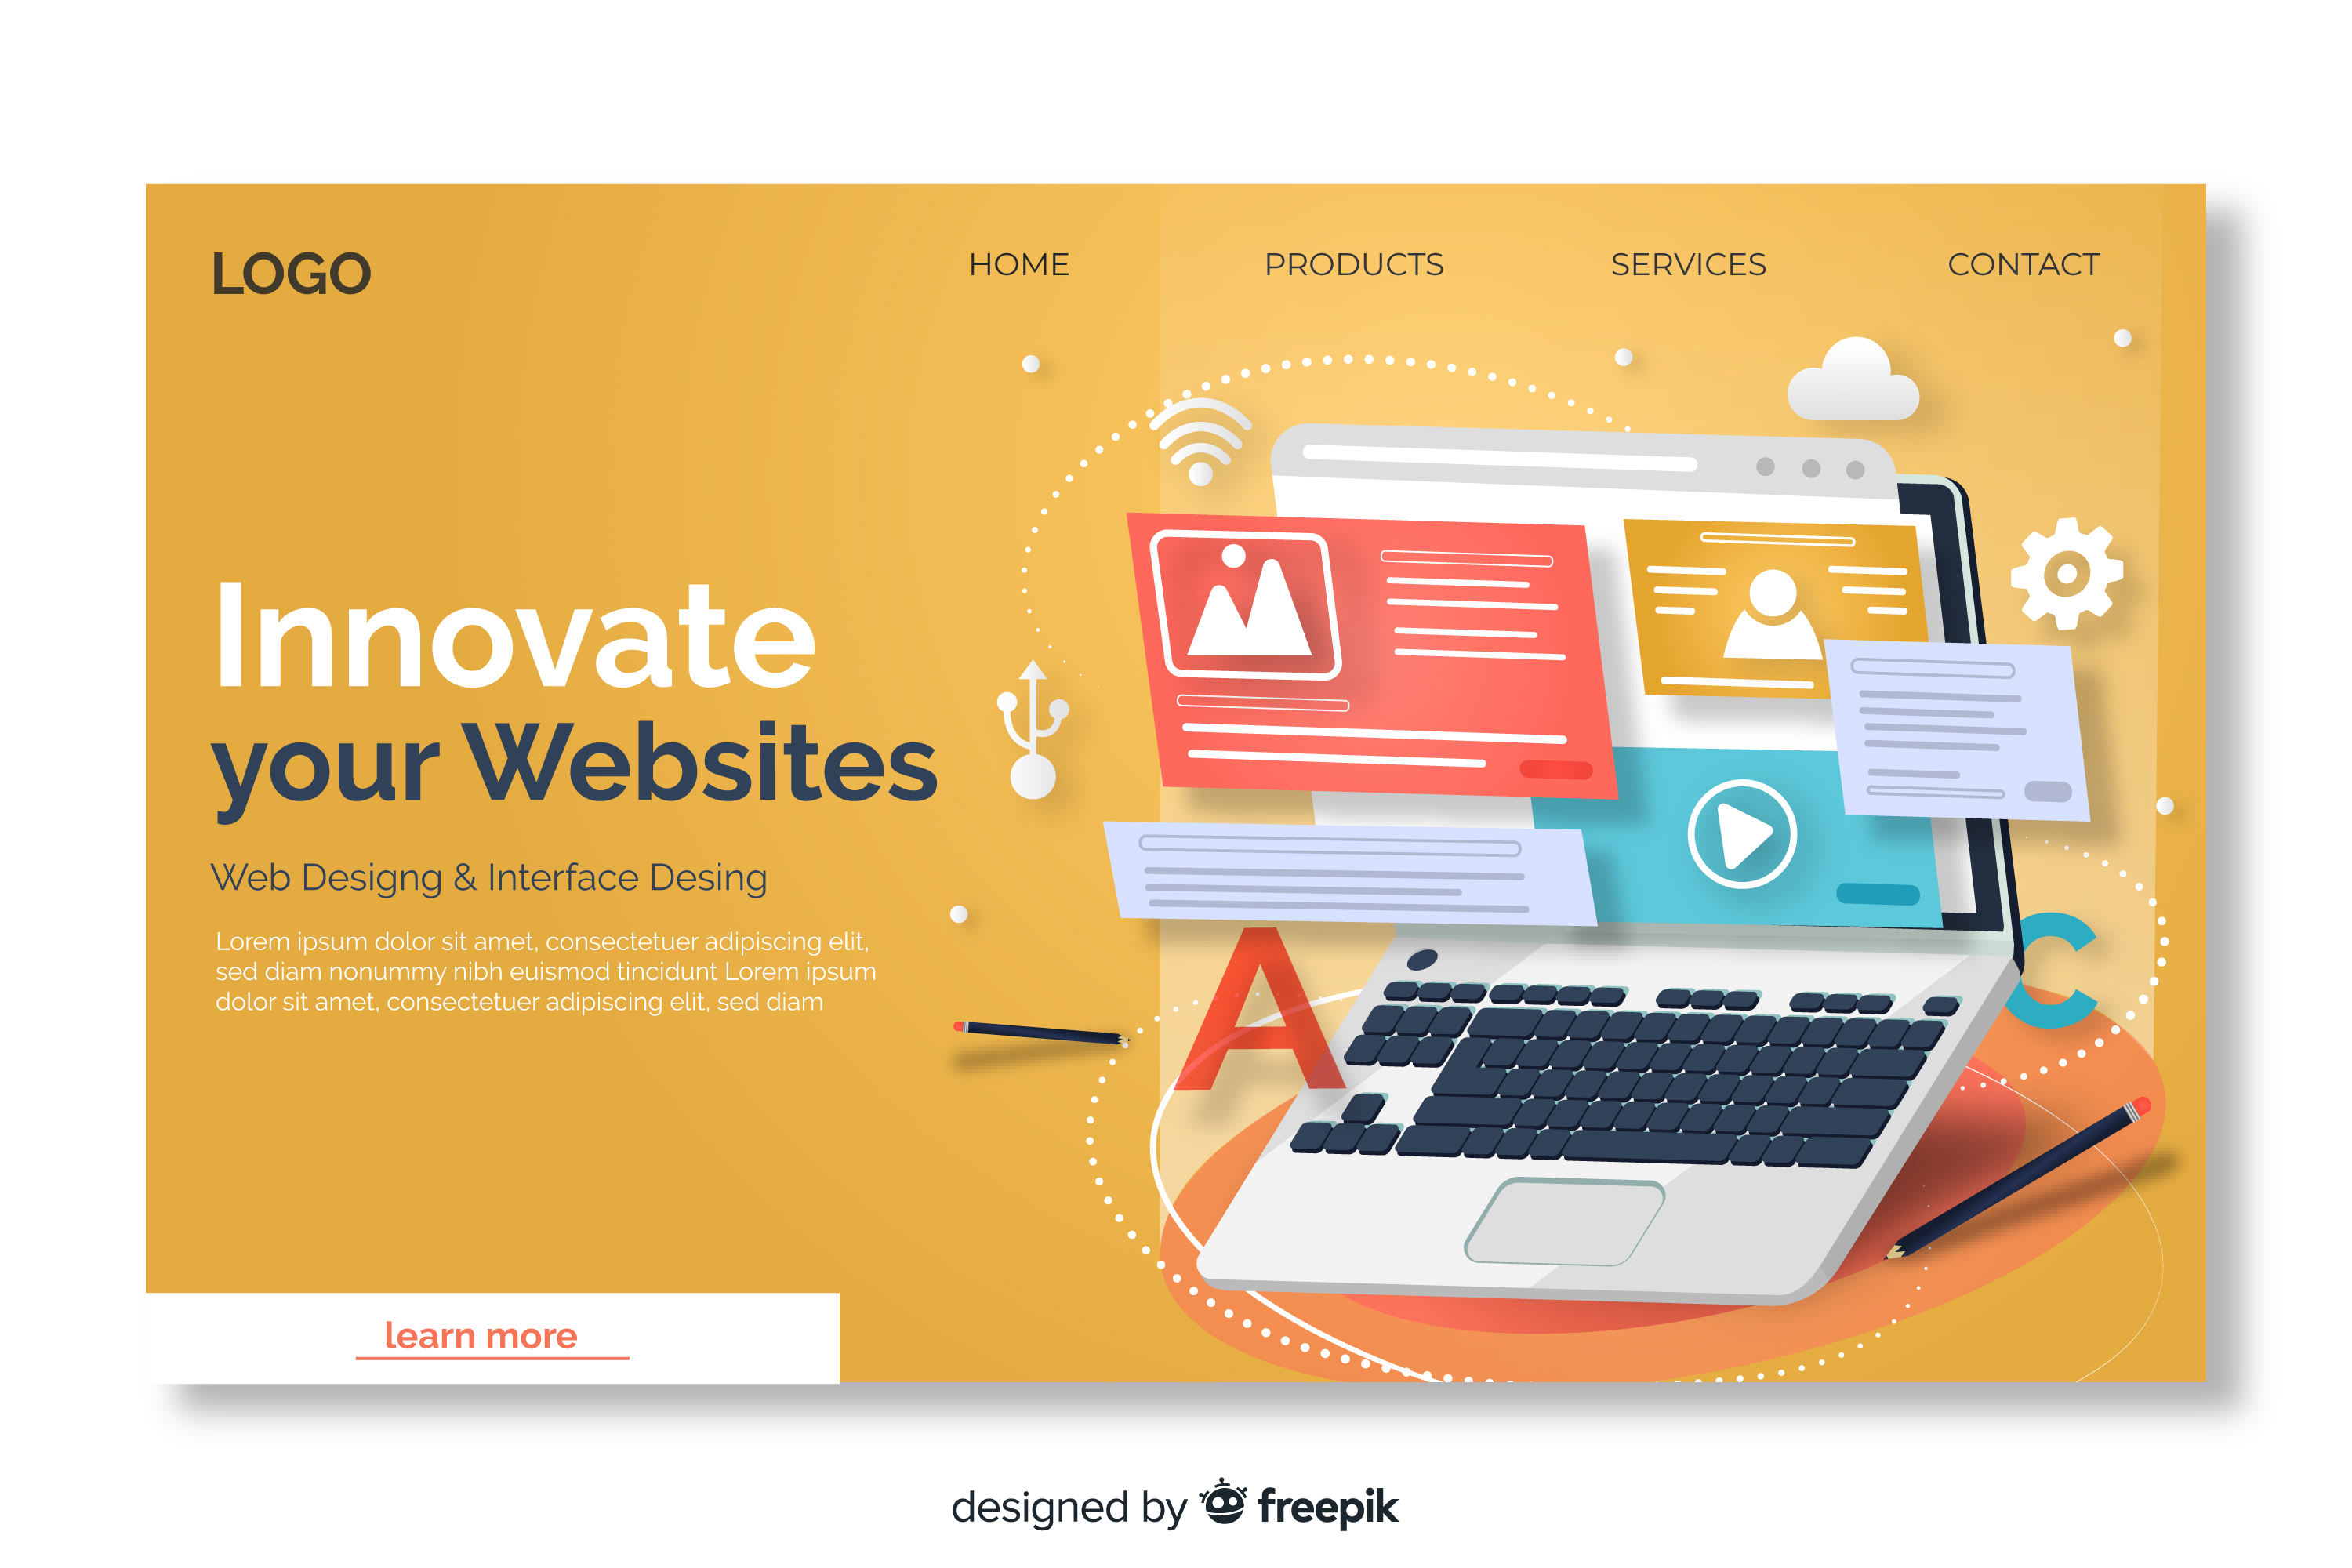 LOGO
HOME PRODUCTS SERVICES CONTACT
Innovate
your Websites
Web Designg & Interface Desing
Lorem ipsum dolor sit amet, consectetuer adipiscing elit,
sed diam nonummy nibh euismod tincidunt Lorem ipsum
dolor sit amet, consectetuer adipiscing elit, sed diam
A
C
learn more
designed by freepik